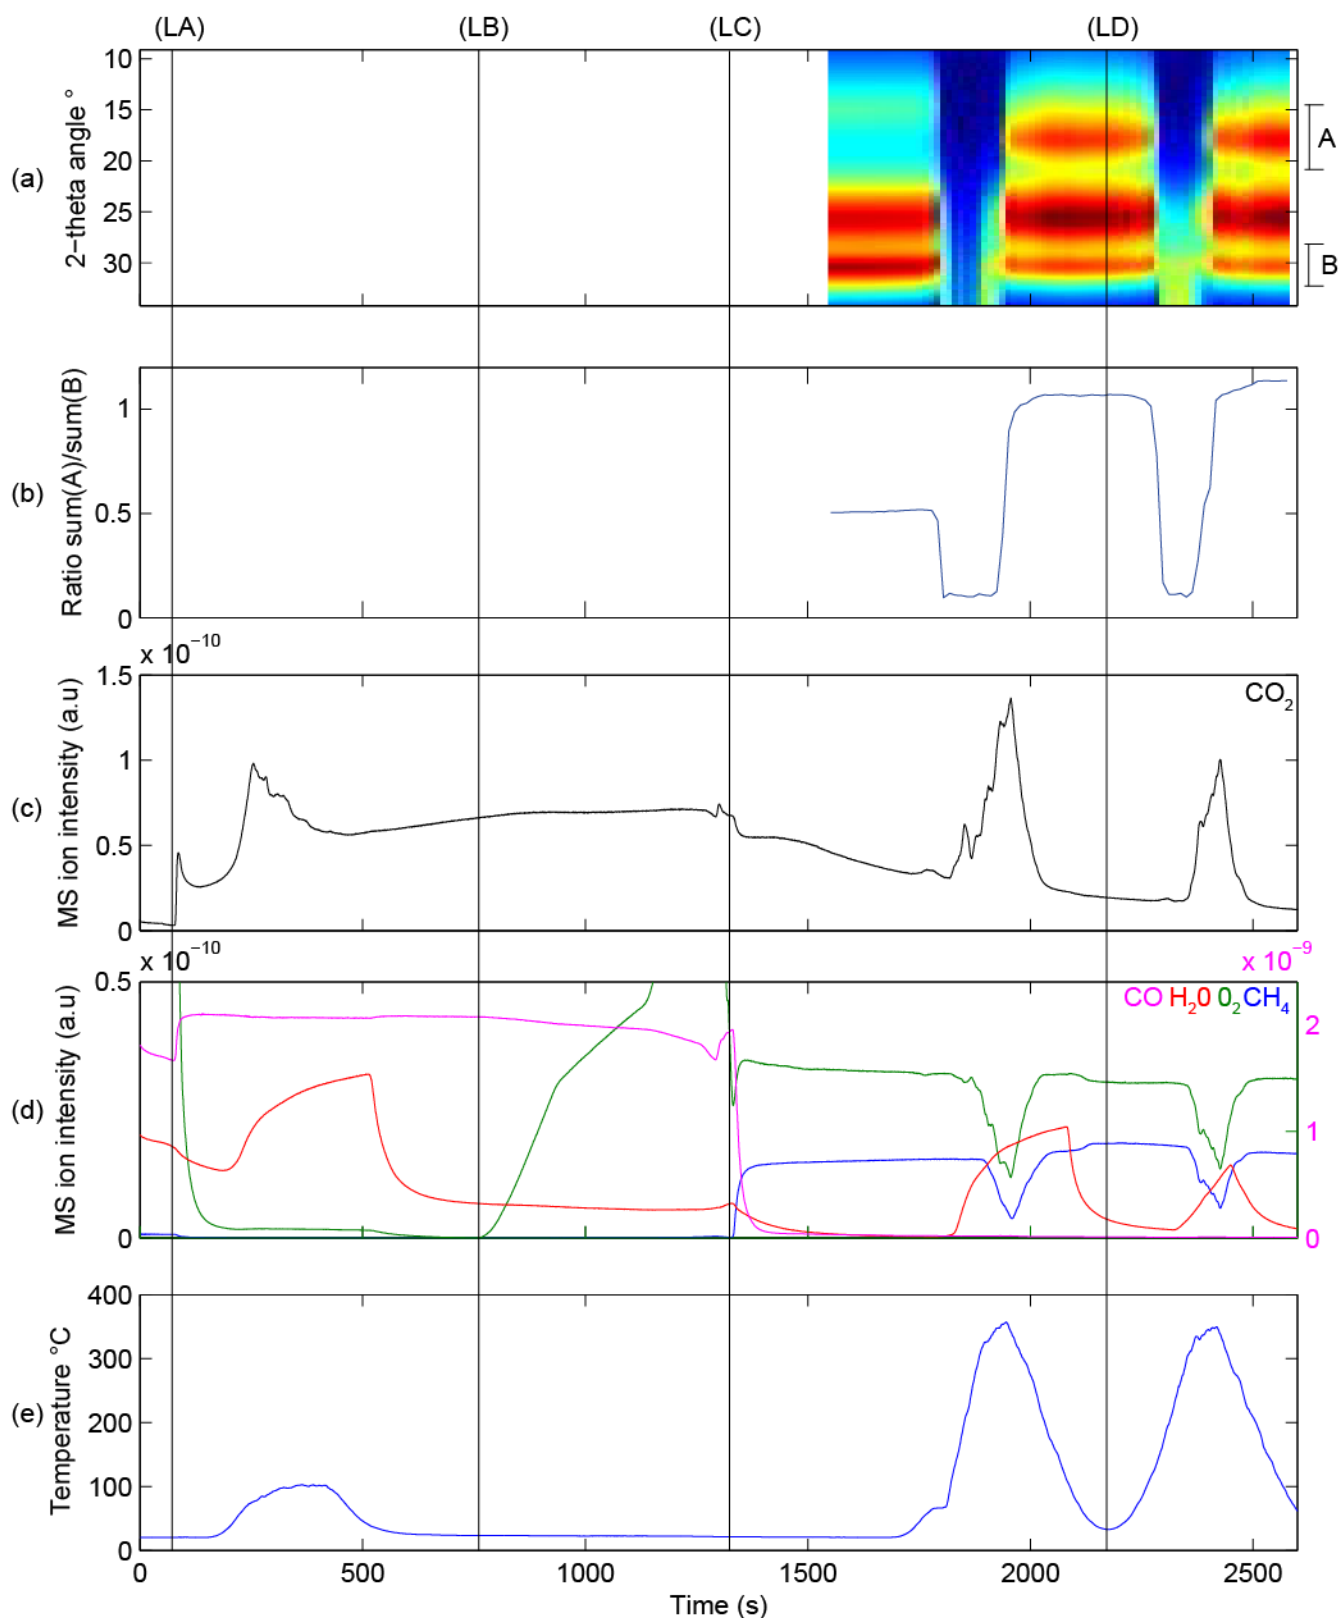 (LA) (LB) (LC) (LD)
(a)
2−theta angle °
10
15
20
25
30
A
B
(b)
Ratio sum(A)/sum(B)
1
0.5
0
(c)
MS ion intensity (a.u)
x 10−10
1.5
1
0.5
0
CO2
(d)
MS ion intensity (a.u)
x 10−10
0.5
0
x 10−9
CO H20 02 CH4
2
1
0
(e)
Temperature °C
400
300
200
100
0
0 500 1000 1500 2000 2500
Time (s)